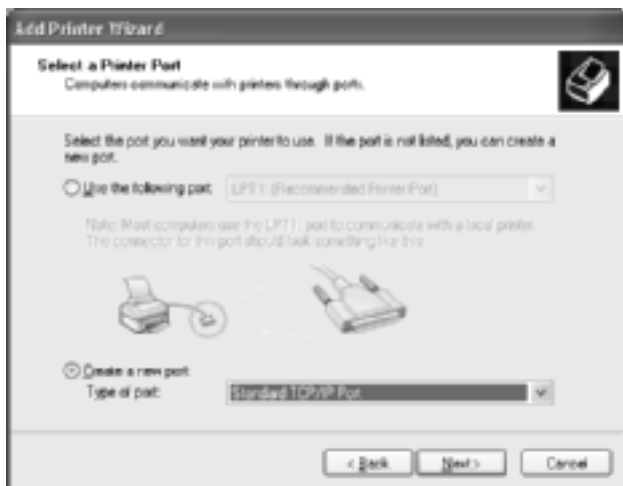 Add Printer Wizard
Select a Printer Port
Computers communicate with printers through ports.
Select the port you want your printer to use. If the port is not listed, you can create a
new port.
Use the following port:
LPT1: (Recommended Printer Port)
Note: Most computers use the LPT1: port to communicate with a local printer.
The connector for this port should look something like this:
Create a new port:
Type of port:
Standard TCP/IP Port
< Back
Next >
Cancel